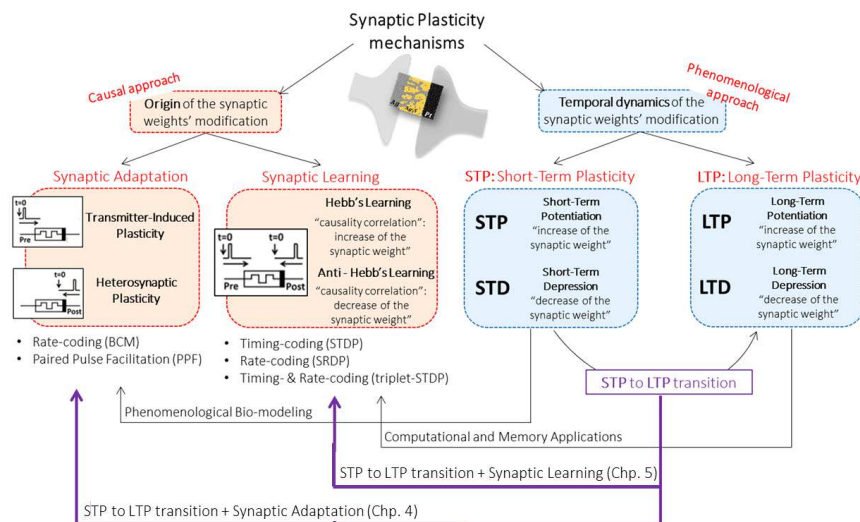 Synaptic Plasticity
mechanisms
Causal approach
Phenomenological
approach
Origin of the synaptic
weights' modification
Temporal dynamics of the
synaptic weights' modification
Ag
Pt
Synaptic Adaptation
Synaptic Learning
STP: Short-Term Plasticity
LTP: Long-Term Plasticity
t=0
Pre
Transmitter-Induced
Plasticity
t=0
Post
Heterosynaptic
Plasticity
t=0
t=0
Pre
Post
Hebb's Learning
"causality correlation":
increase of the
synaptic weight"
Anti - Hebb's Learning
"causality correlation":
decrease of the
synaptic weight"
STP
Short-Term
Potentiation
"increase of the
synaptic weight"
STD
Short-Term
Depression
"decrease of the
synaptic weight"
LTP
Long-Term
Potentiation
"increase of the
synaptic weight"
LTD
Long-Term
Depression
"decrease of the
synaptic weight"
• Rate-coding (BCM)
• Paired Pulse Facilitation (PPF)
• Timing-coding (STDP)
• Rate-coding (SRDP)
• Timing- & Rate-coding (triplet-STDP)
STP to LTP transition
Phenomenological Bio-modeling
Computational and Memory Applications
STP to LTP transition + Synaptic Learning (Chp. 5)
STP to LTP transition + Synaptic Adaptation (Chp. 4)